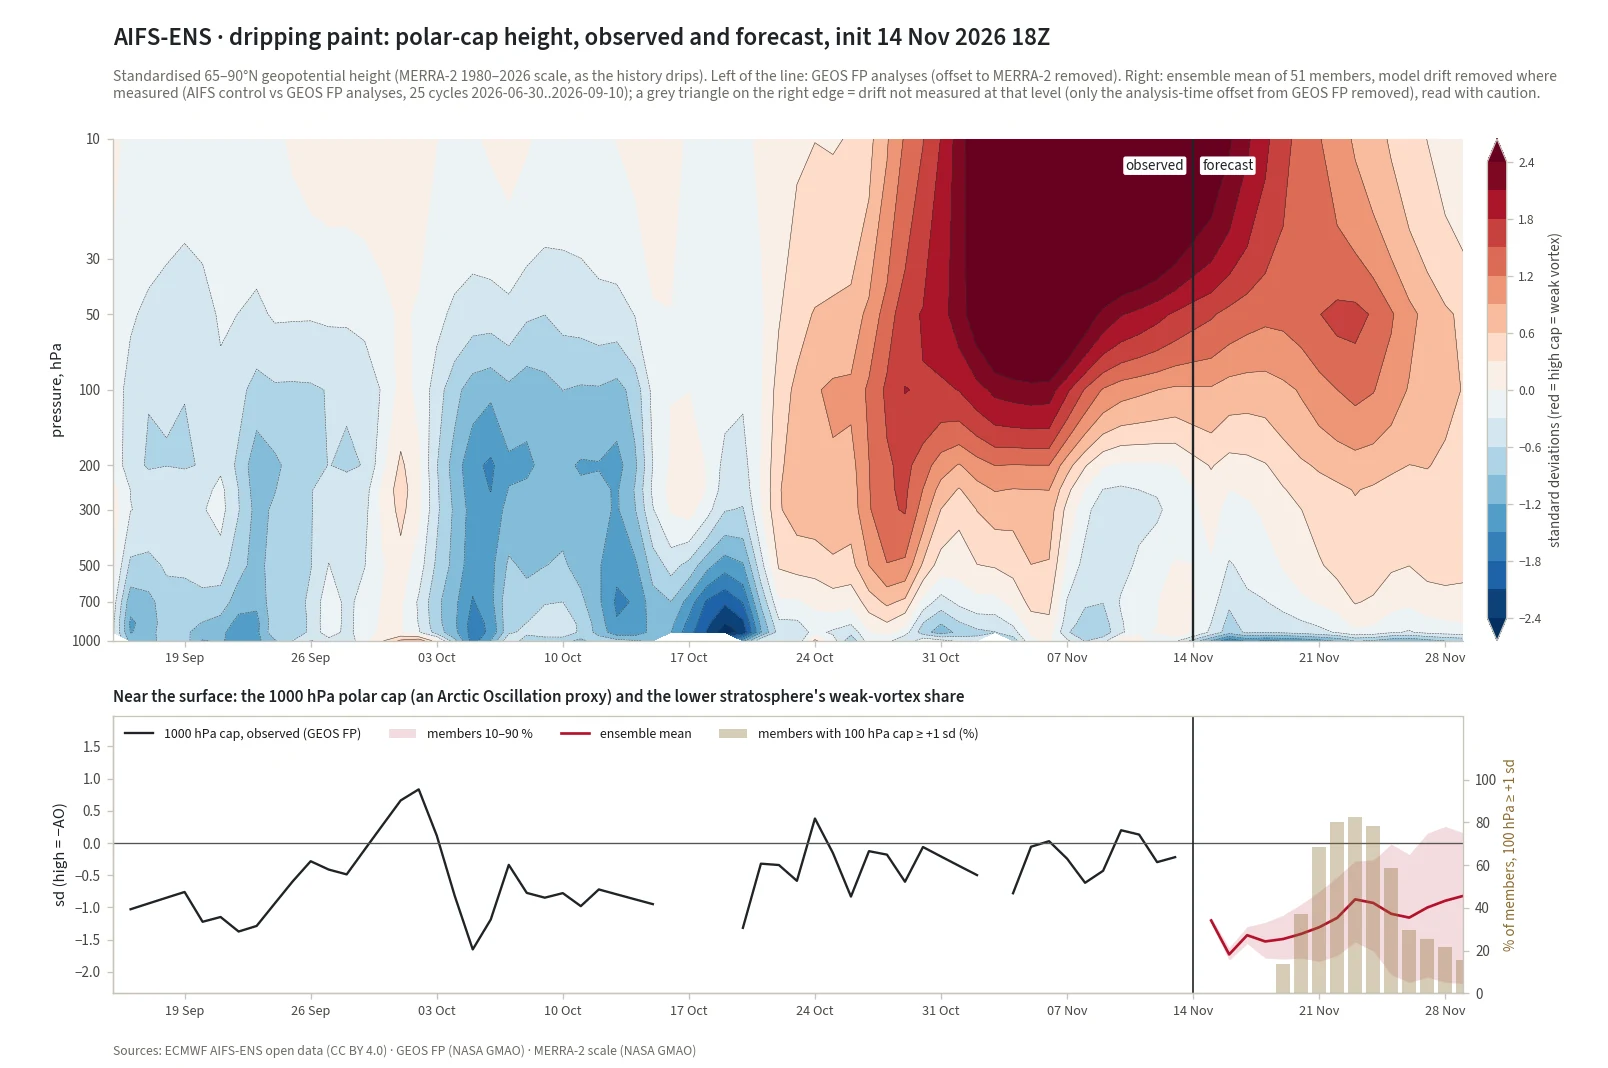 AIFS-ENS · dripping paint: polar-cap height, observed and forecast, init 14 Nov 2026 18Z
Standardised 65–90°N geopotential height (MERRA-2 1980–2026 scale, as the history drips). Left of the line: GEOS FP analyses (offset to MERRA-2 removed). Right: ensemble mean of 51 members, model drift removed where
measured (AIFS control vs GEOS FP analyses, 25 cycles 2026-06-30..2026-09-10); a grey triangle on the right edge = drift not measured at that level (only the analysis-time offset from GEOS FP removed), read with caution.
pressure, hPa
10
30
50
100
200
300
500
700
1000
observed
forecast
19 Sep
26 Sep
03 Oct
10 Oct
17 Oct
24 Oct
31 Oct
07 Nov
14 Nov
21 Nov
28 Nov
2.4
1.8
1.2
0.6
0.0
−0.6
−1.2
−1.8
−2.4
standard deviations (red = high cap = weak vortex)
Near the surface: the 1000 hPa polar cap (an Arctic Oscillation proxy) and the lower stratosphere's weak-vortex share
1000 hPa cap, observed (GEOS FP)
members 10–90 %
ensemble mean
members with 100 hPa cap ≥ +1 sd (%)
sd (high = −AO)
1.5
1.0
0.5
0.0
−0.5
−1.0
−1.5
−2.0
100
80
60
40
20
0
% of members, 100 hPa ≥ +1 sd
19 Sep
26 Sep
03 Oct
10 Oct
17 Oct
24 Oct
31 Oct
07 Nov
14 Nov
21 Nov
28 Nov
Sources: ECMWF AIFS-ENS open data (CC BY 4.0) · GEOS FP (NASA GMAO) · MERRA-2 scale (NASA GMAO)